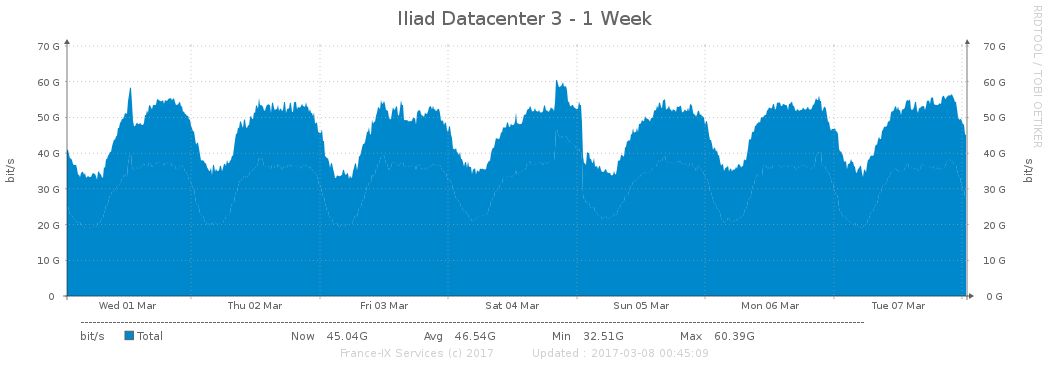 Iliad Datacenter 3 - 1 Week
RRDTOOL / TOBI OETIKER
70 G 70 G
60 G 60 G
50 G 50 G
40 G 40 G
30 G 30 G
20 G 20 G
10 G 10 G
0 0 G
bit/s bit/s
Wed 01 Mar Thu 02 Mar Fri 03 Mar Sat 04 Mar Sun 05 Mar Mon 06 Mar Tue 07 Mar
bit/s Total Now 45.04G Avg 46.54G Min 32.51G Max 60.39G
France-IX Services (c) 2017 Updated : 2017-03-08 00:45:09